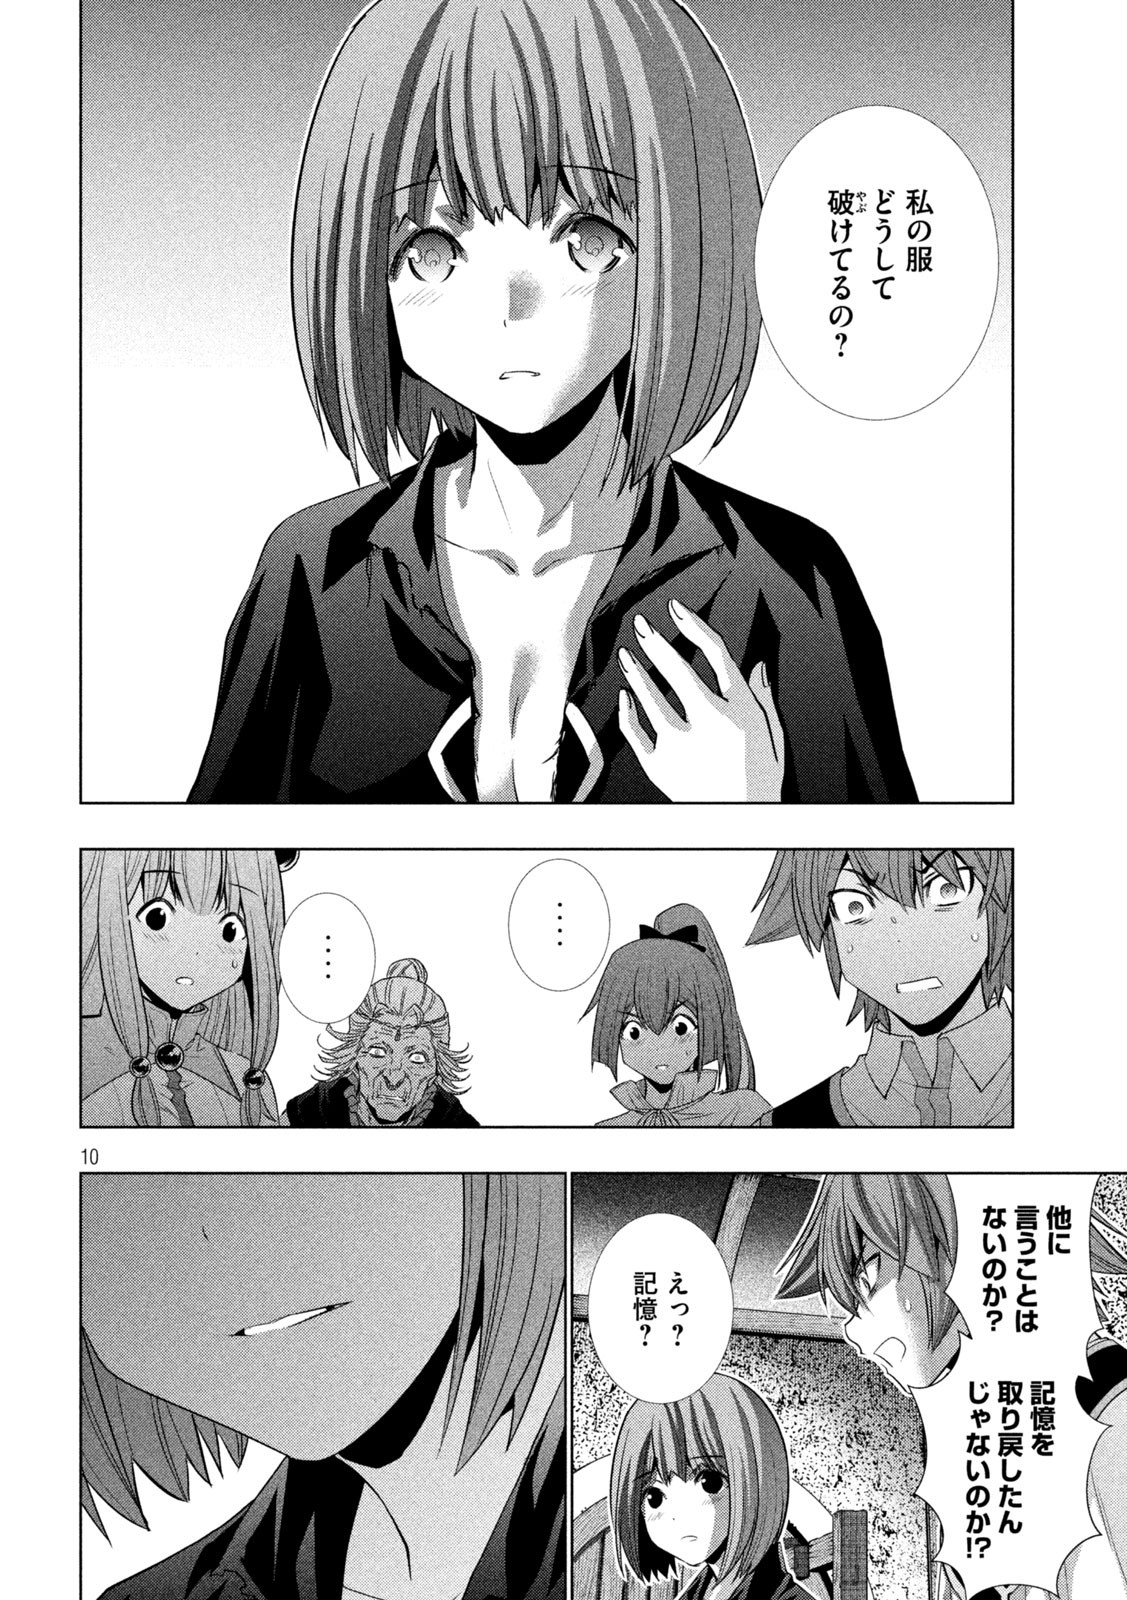 私の服
どうして
破けてるの?
やぶ
・・・・
・・・・
10
他に
言うことは
ないのか?
記憶を
取り戻したん
じゃないのか!?
えっ?
記憶?